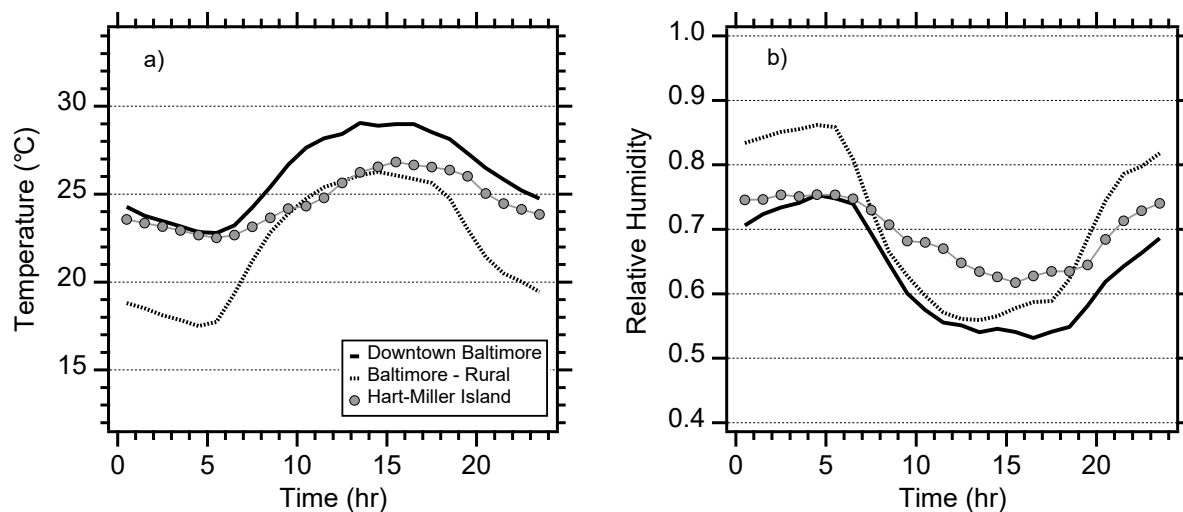 a)
30
25
20
15
Temperature (°C)
Downtown Baltimore
Baltimore - Rural
Hart-Miller Island
0 5 10 15 20
Time (hr)
b)
1.0
0.9
0.8
0.7
0.6
0.5
0.4
Relative Humidity
0 5 10 15 20
Time (hr)